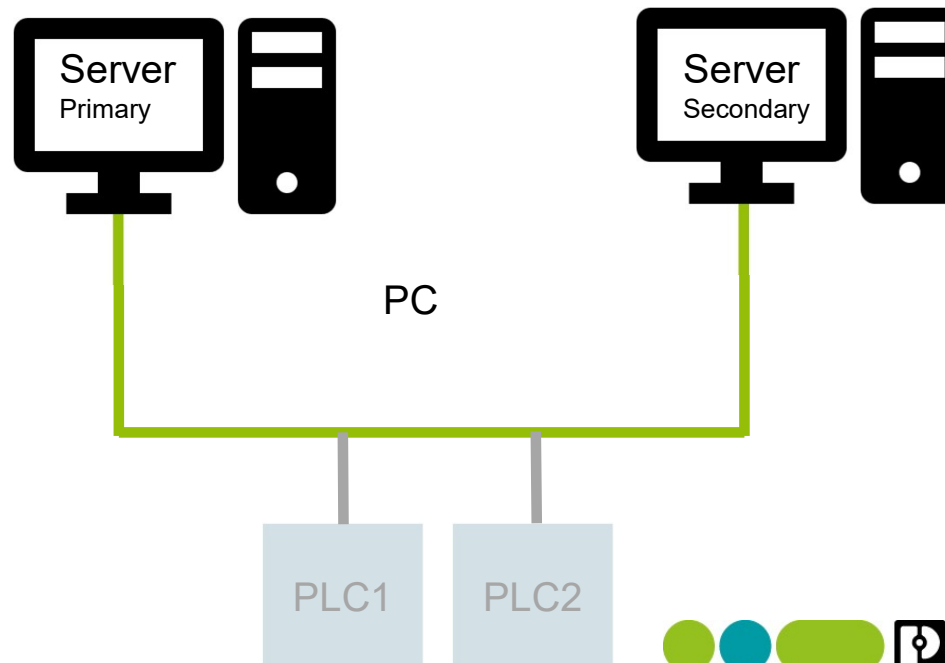 Server
Primary
Server
Secondary
PC
PLC1
PLC2